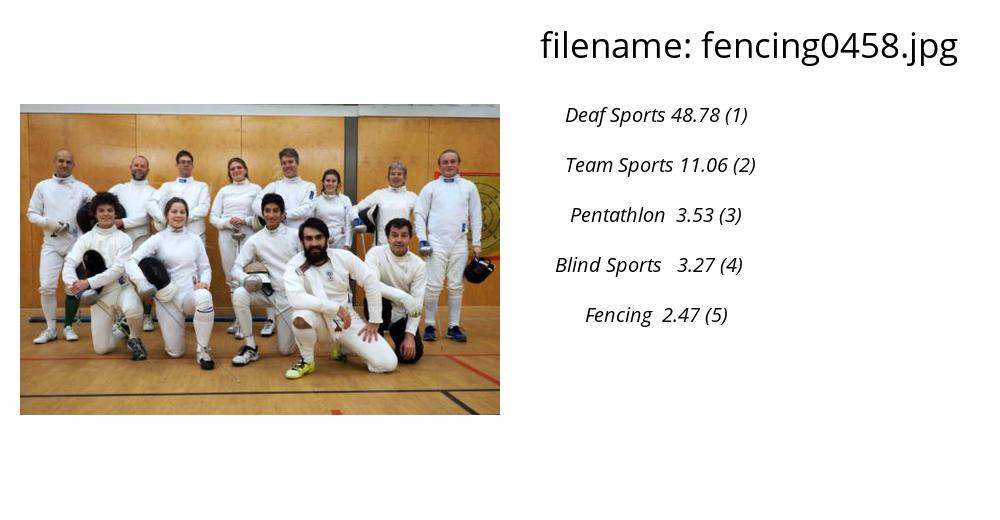 filename: fencing0458.jpg
Deaf Sports 48.78 (1)
Team Sports 11.06 (2)
Pentathlon 3.53 (3)
Blind Sports 3.27 (4)
Fencing 2.47 (5)